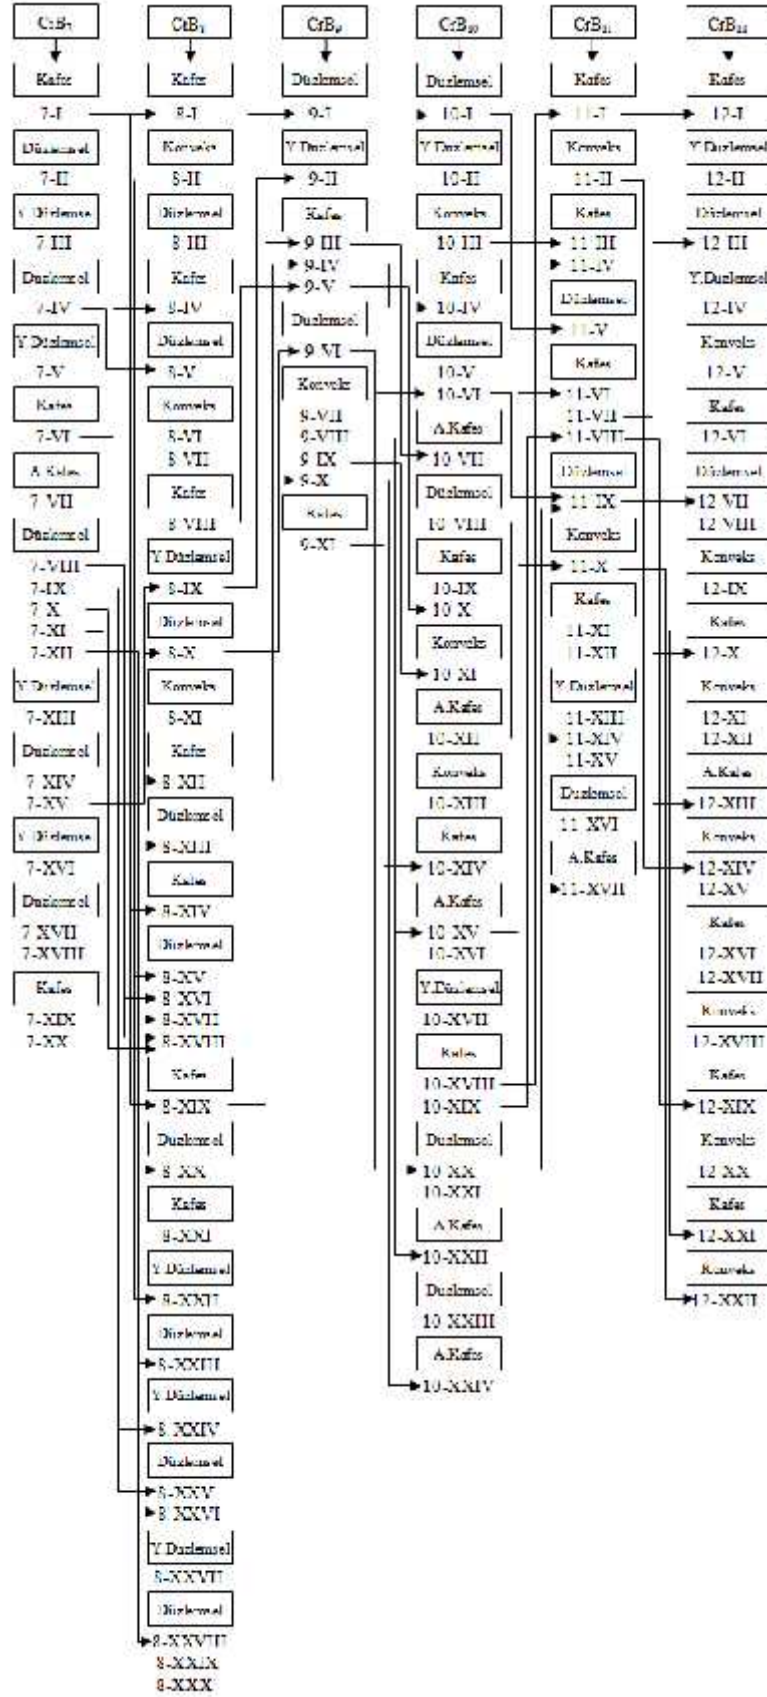 CrB₇
Kafes
7-I
Düzlemsel
7-II
Y.Düzlemsel
7-III
Düzlemsel
7-IV
Y.Düzlemsel
7-V
Kafes
7-VI
A.Kafes
7-VII
Düzlemsel
7-VIII
7-IX
7-X
7-XI
7-XII
Y.Düzlemsel
7-XIII
Düzlemsel
7-XIV
7-XV
Y.Düzlemsel
7-XVI
Düzlemsel
7-XVII
7-XVIII
Kafes
7-XIX
7-XX
Kafes
8-I
Konveks
8-II
Düzlemsel
8-III
Kafes
8-IV
Düzlemsel
8-V
Konveks
8-VI
8-VII
Kafes
8-VIII
Y.Düzlemsel
8-IX
Düzlemsel
8-X
Konveks
8-XI
Kafes
8-XII
Düzlemsel
8-XIII
Kafes
8-XIV
Düzlemsel
8-XV
8-XVI
8-XVII
8-XVIII
Kafes
8-XIX
Düzlemsel
8-XX
Kafes
8-XXI
Y.Düzlemsel
8-XXII
Düzlemsel
8-XXIII
Y.Düzlemsel
8-XXIV
Düzlemsel
8-XXV
8-XXVI
Y.Düzlemsel
8-XXVII
Düzlemsel
8-XXVIII
8-XXIX
8-XXX
CrB₉
Düzlemsel
9-I
Y.Düzlemsel
9-II
Kafes
9-III
9-IV
9-V
Düzlemsel
9-VI
Konveks
9-VII
9-VIII
9-IX
9-X
Kafes
9-XI
CrB₁₀
Düzlemsel
10-I
Y.Düzlemsel
10-II
Konveks
10-III
Kafes
10-IV
Düzlemsel
10-V
10-VI
A.Kafes
10-VII
Düzlemsel
10-VIII
Kafes
10-IX
10-X
Konveks
10-XI
A.Kafes
10-XII
Konveks
10-XIII
Kafes
10-XIV
A.Kafes
10-XV
10-XVI
Y.Düzlemsel
10-XVII
Kafes
10-XVIII
10-XIX
Düzlemsel
10-XX
10-XXI
A.Kafes
10-XXII
Düzlemsel
10-XXIII
A.Kafes
10-XXIV
CrB₁₁
Kafes
11-I
Konveks
11-II
Kafes
11-III
11-IV
Düzlemsel
11-V
Kafes
11-VI
11-VII
11-VIII
Düzlemsel
11-IX
Konveks
11-X
Kafes
11-XI
11-XII
Y.Düzlemsel
11-XIII
11-XIV
11-XV
Düzlemsel
11-XVI
A.Kafes
11-XVII
CrB₁₂
Kafes
12-I
Y.Düzlemsel
12-II
Düzlemsel
12-III
Y.Düzlemsel
12-IV
Konveks
12-V
Kafes
12-VI
Düzlemsel
12-VII
12-VIII
Konveks
12-IX
Kafes
12-X
Konveks
12-XI
12-XII
A.Kafes
12-XIII
Konveks
12-XIV
12-XV
Kafes
12-XVI
12-XVII
Konveks
12-XVIII
Kafes
12-XIX
Konveks
12-XX
Kafes
12-XXI
Konveks
12-XXII